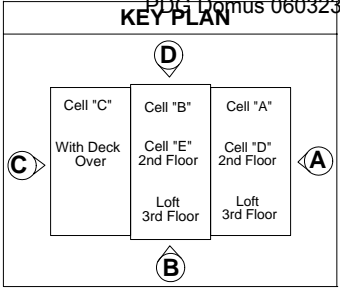 PDG Domus 060323
KEY PLAN
D
Cell "C"
With Deck
Over
Cell "B"
Cell "E"
2nd Floor
Loft
3rd Floor
Cell "A"
Cell "D"
2nd Floor
Loft
3rd Floor
C
A
B